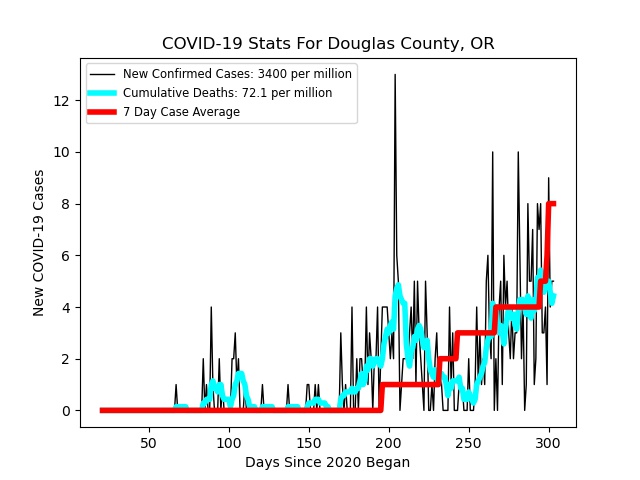 COVID-19 Stats For Douglas County, OR
New Confirmed Cases: 3400 per million
Cumulative Deaths: 72.1 per million
7 Day Case Average
New COVID-19 Cases
12
10
8
6
4
2
0
50 100 150 200 250 300
Days Since 2020 Began